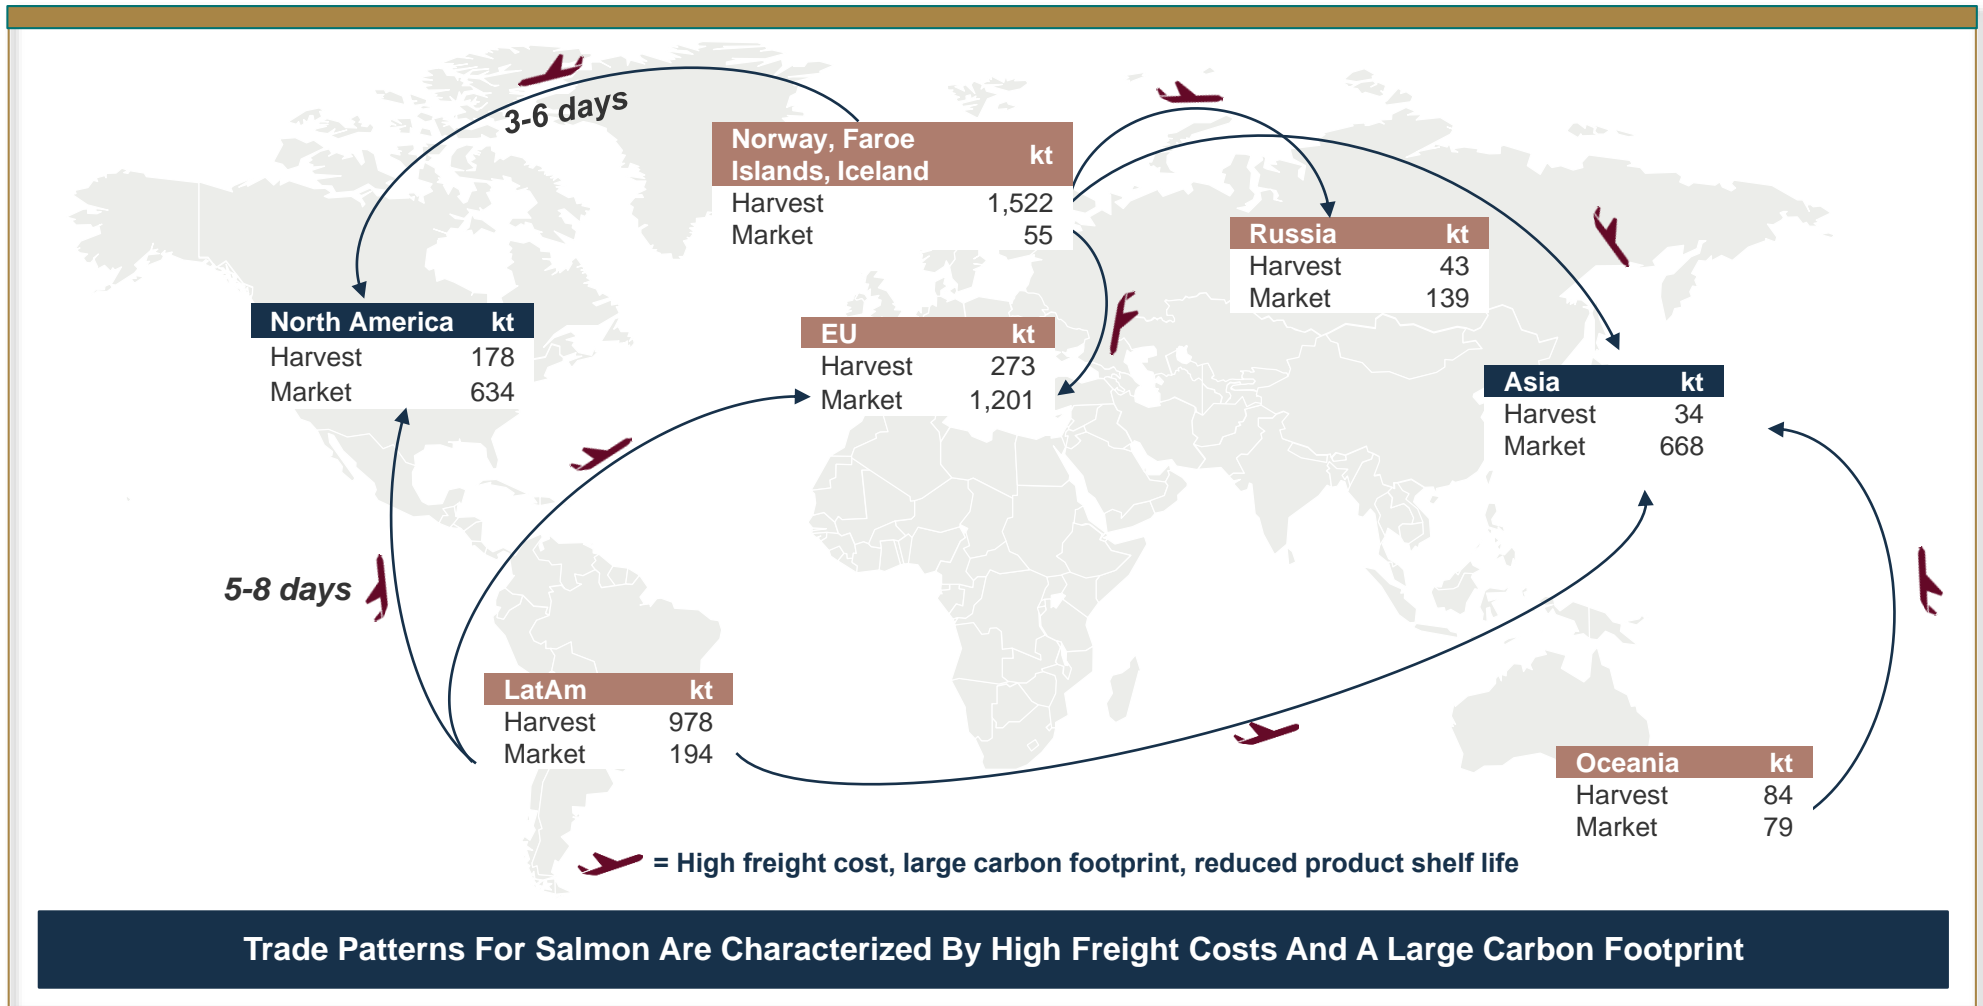 3-6 days
Norway, Faroe
Islands, Iceland kt
Harvest 1,522
Market 55
Russia kt
Harvest 43
Market 139
North America kt
Harvest 178
Market 634
EU kt
Harvest 273
Market 1,201
Asia kt
Harvest 34
Market 668
5-8 days
LatAm kt
Harvest 978
Market 194
Oceania kt
Harvest 84
Market 79
= High freight cost, large carbon footprint, reduced product shelf life
Trade Patterns For Salmon Are Characterized By High Freight Costs And A Large Carbon Footprint